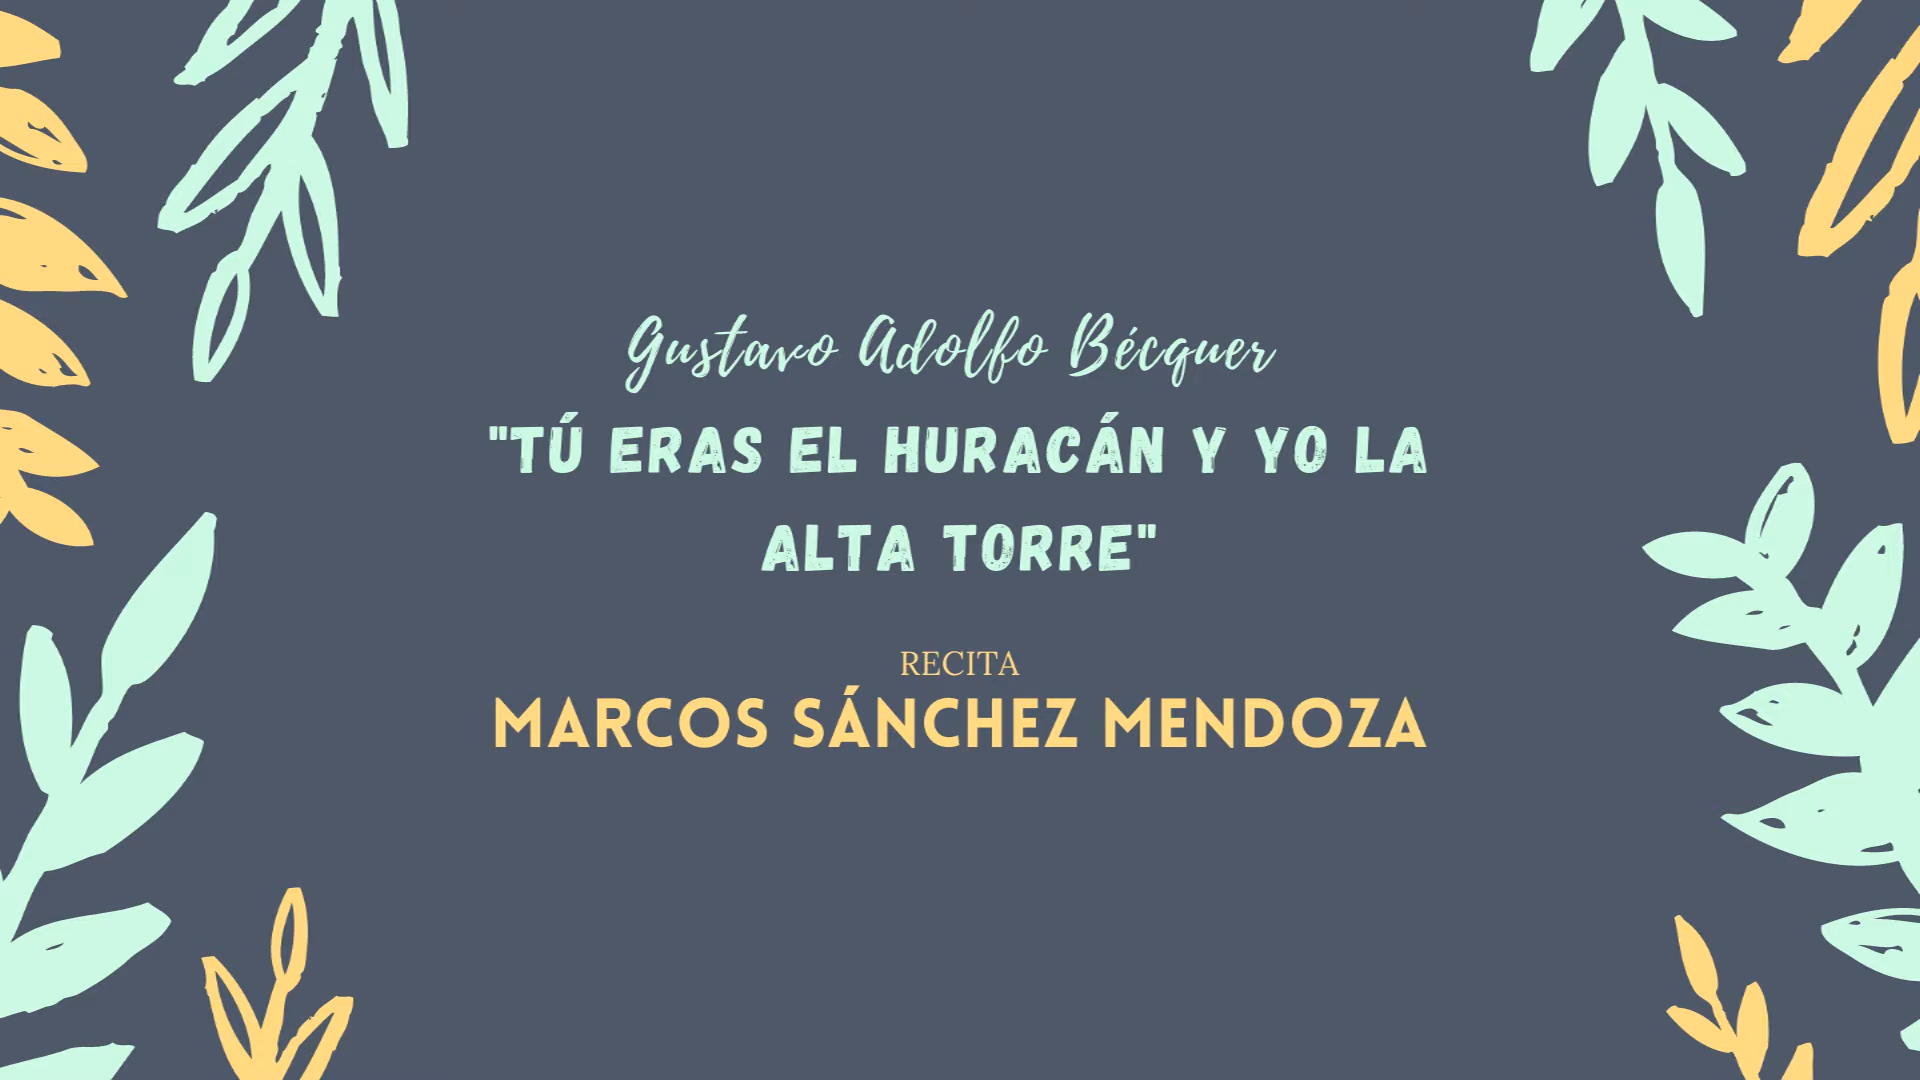 Gustavo Adolfo Bécquer
"TÚ ERAS EL HURACÁN Y YO LA
ALTA TORRE"
RECITA
MARCOS SÁNCHEZ MENDOZA